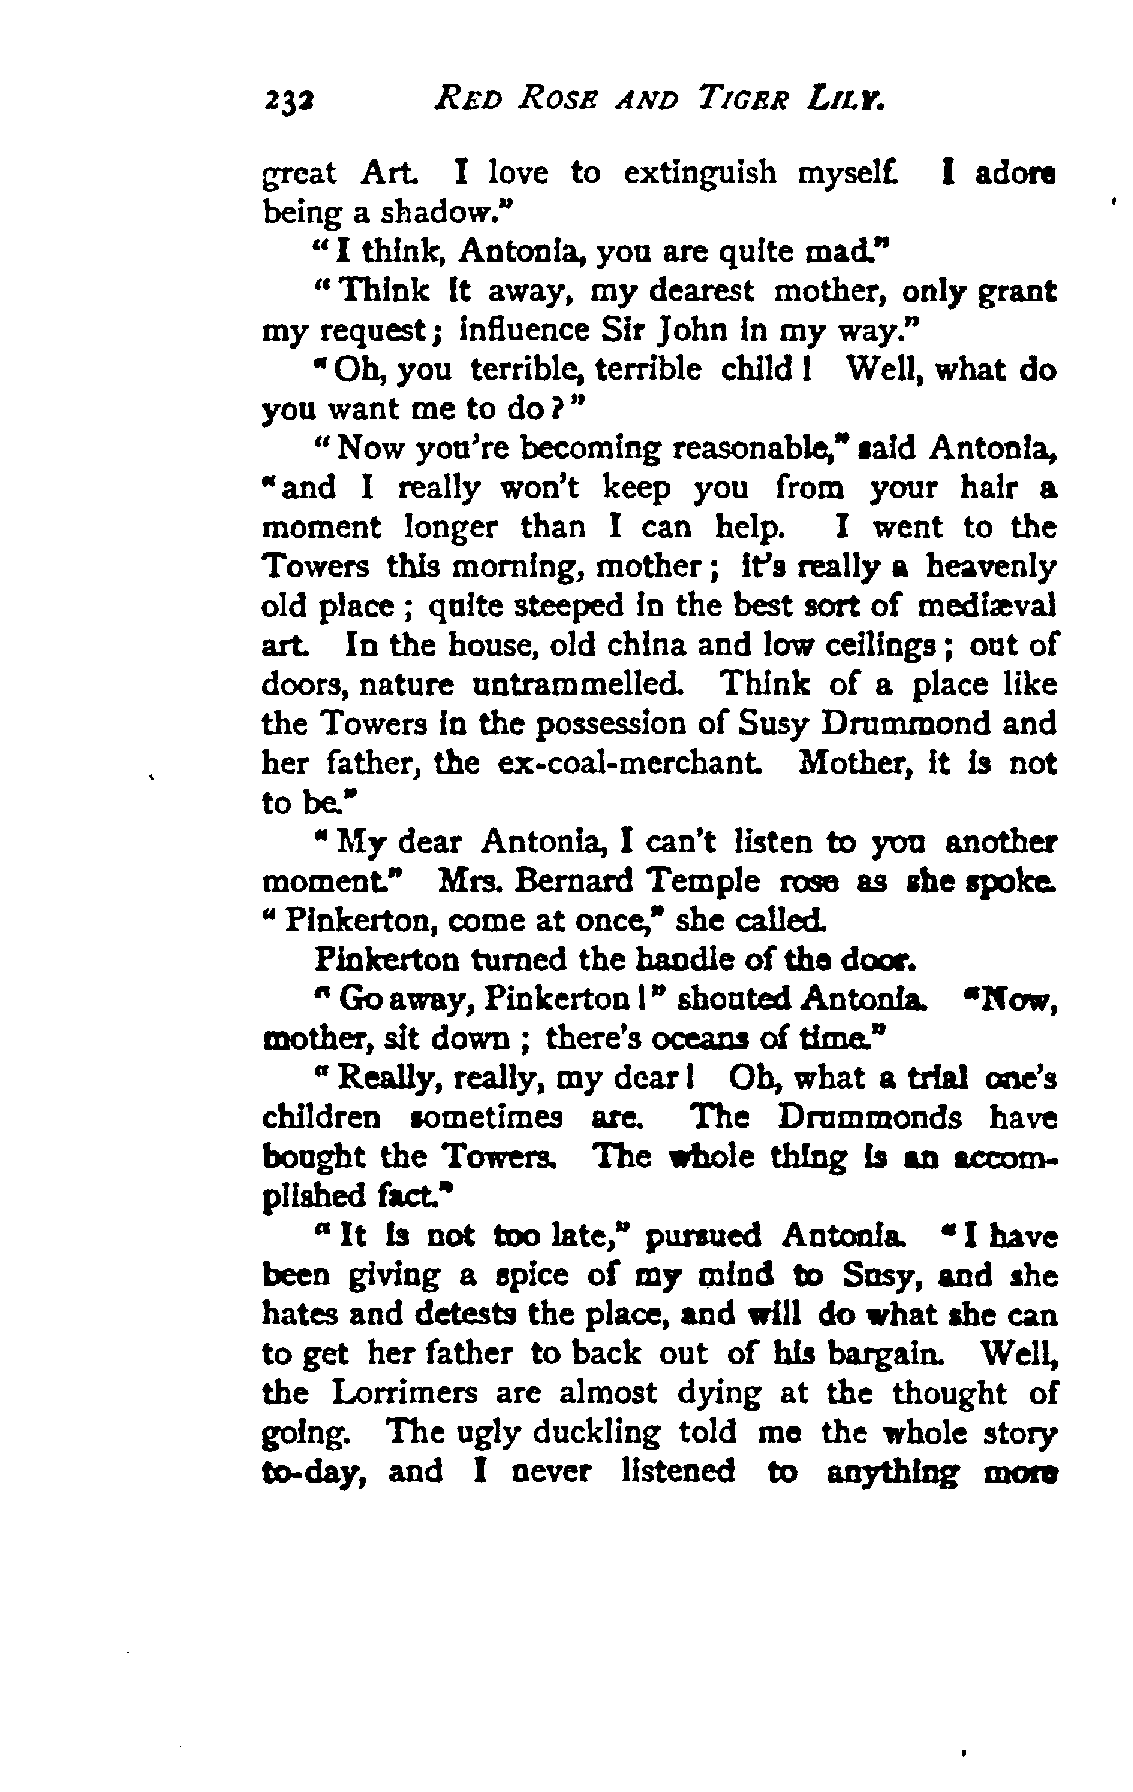 232 RED ROSE AND TIGER LILY.
great Art. I love to extinguish myself. I adore
being a shadow."
"I think, Antonia, you are quite mad."
"Think it away, my dearest mother, only grant
my request; influence Sir John in my way."
"Oh, you terrible, terrible child! Well, what do
you want me to do?"
"Now you're becoming reasonable," said Antonia,
"and I really won't keep you from your hair a
moment longer than I can help. I went to the
Towers this morning, mother; it's really a heavenly
old place; quite steeped in the best sort of mediæval
art. In the house, old china and low ceilings; out of
doors, nature untrammelled. Think of a place like
the Towers in the possession of Susy Drummond and
her father, the ex-coal-merchant. Mother, it is not
to be."
"My dear Antonia, I can't listen to you another
moment." Mrs. Bernard Temple rose as she spoke.
"Pinkerton, come at once," she called.
Pinkerton turned the handle of the door.
"Go away, Pinkerton!" shouted Antonia. "Now,
mother, sit down; there's oceans of time."
"Really, really, my dear! Oh, what a trial one's
children sometimes are. The Drummonds have
bought the Towers. The whole thing is an accom-
plished fact."
"It is not too late," pursued Antonia. "I have
been giving a spice of my mind to Susy, and she
hates and detests the place, and will do what she can
to get her father to back out of his bargain. Well,
the Lorrimers are almost dying at the thought of
going. The ugly duckling told me the whole story
to-day, and I never listened to anything more